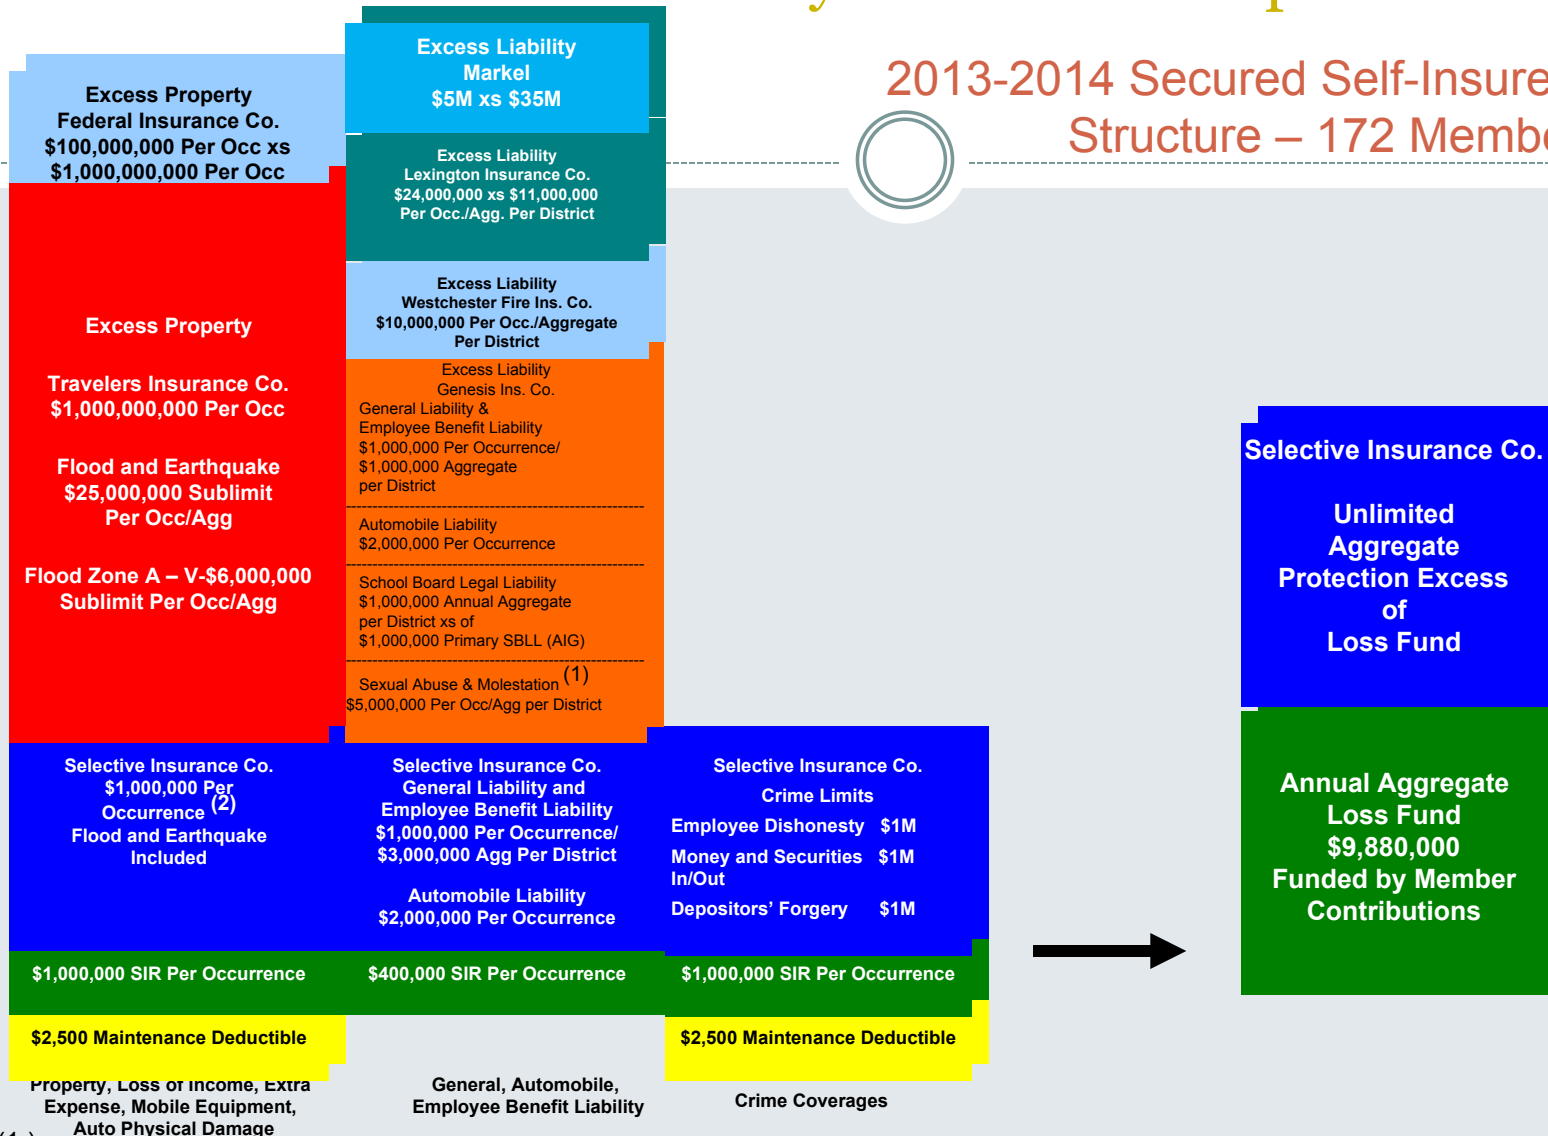 2013-2014 Secured Self-Insure
Structure – 172 Membe
Excess Property
Federal Insurance Co.
$100,000,000 Per Occ xs
$1,000,000,000 Per Occ
Excess Property
Travelers Insurance Co.
$1,000,000,000 Per Occ
Flood and Earthquake
$25,000,000 Sublimit
Per Occ/Agg
Flood Zone A – V-$6,000,000
Sublimit Per Occ/Agg
Selective Insurance Co.
$1,000,000 Per
Occurrence (2)
Flood and Earthquake
Included
$1,000,000 SIR Per Occurrence
$2,500 Maintenance Deductible
Property, Loss of Income, Extra
Expense, Mobile Equipment,
Auto Physical Damage
Excess Liability
Markel
$5M xs $35M
Excess Liability
Lexington Insurance Co.
$24,000,000 xs $11,000,000
Per Occ./Agg. Per District
Excess Liability
Westchester Fire Ins. Co.
$10,000,000 Per Occ./Aggregate
Per District
Excess Liability
Genesis Ins. Co.
General Liability &
Employee Benefit Liability
$1,000,000 Per Occurrence/
$1,000,000 Aggregate
per District
Automobile Liability
$2,000,000 Per Occurrence
School Board Legal Liability
$1,000,000 Annual Aggregate
per District xs of
$1,000,000 Primary SBLL (AIG)
Sexual Abuse & Molestation (1)
$5,000,000 Per Occ/Agg per District
Selective Insurance Co.
General Liability and
Employee Benefit Liability
$1,000,000 Per Occurrence/
$3,000,000 Agg Per District
Automobile Liability
$2,000,000 Per Occurrence
$400,000 SIR Per Occurrence
General, Automobile,
Employee Benefit Liability
Selective Insurance Co.
Crime Limits
Employee Dishonesty $1M
Money and Securities $1M
In/Out
Depositors’ Forgery $1M
$1,000,000 SIR Per Occurrence
$2,500 Maintenance Deductible
Crime Coverages
Selective Insurance Co.
Unlimited
Aggregate
Protection Excess
of
Loss Fund
Annual Aggregate
Loss Fund
$9,880,000
Funded by Member
Contributions